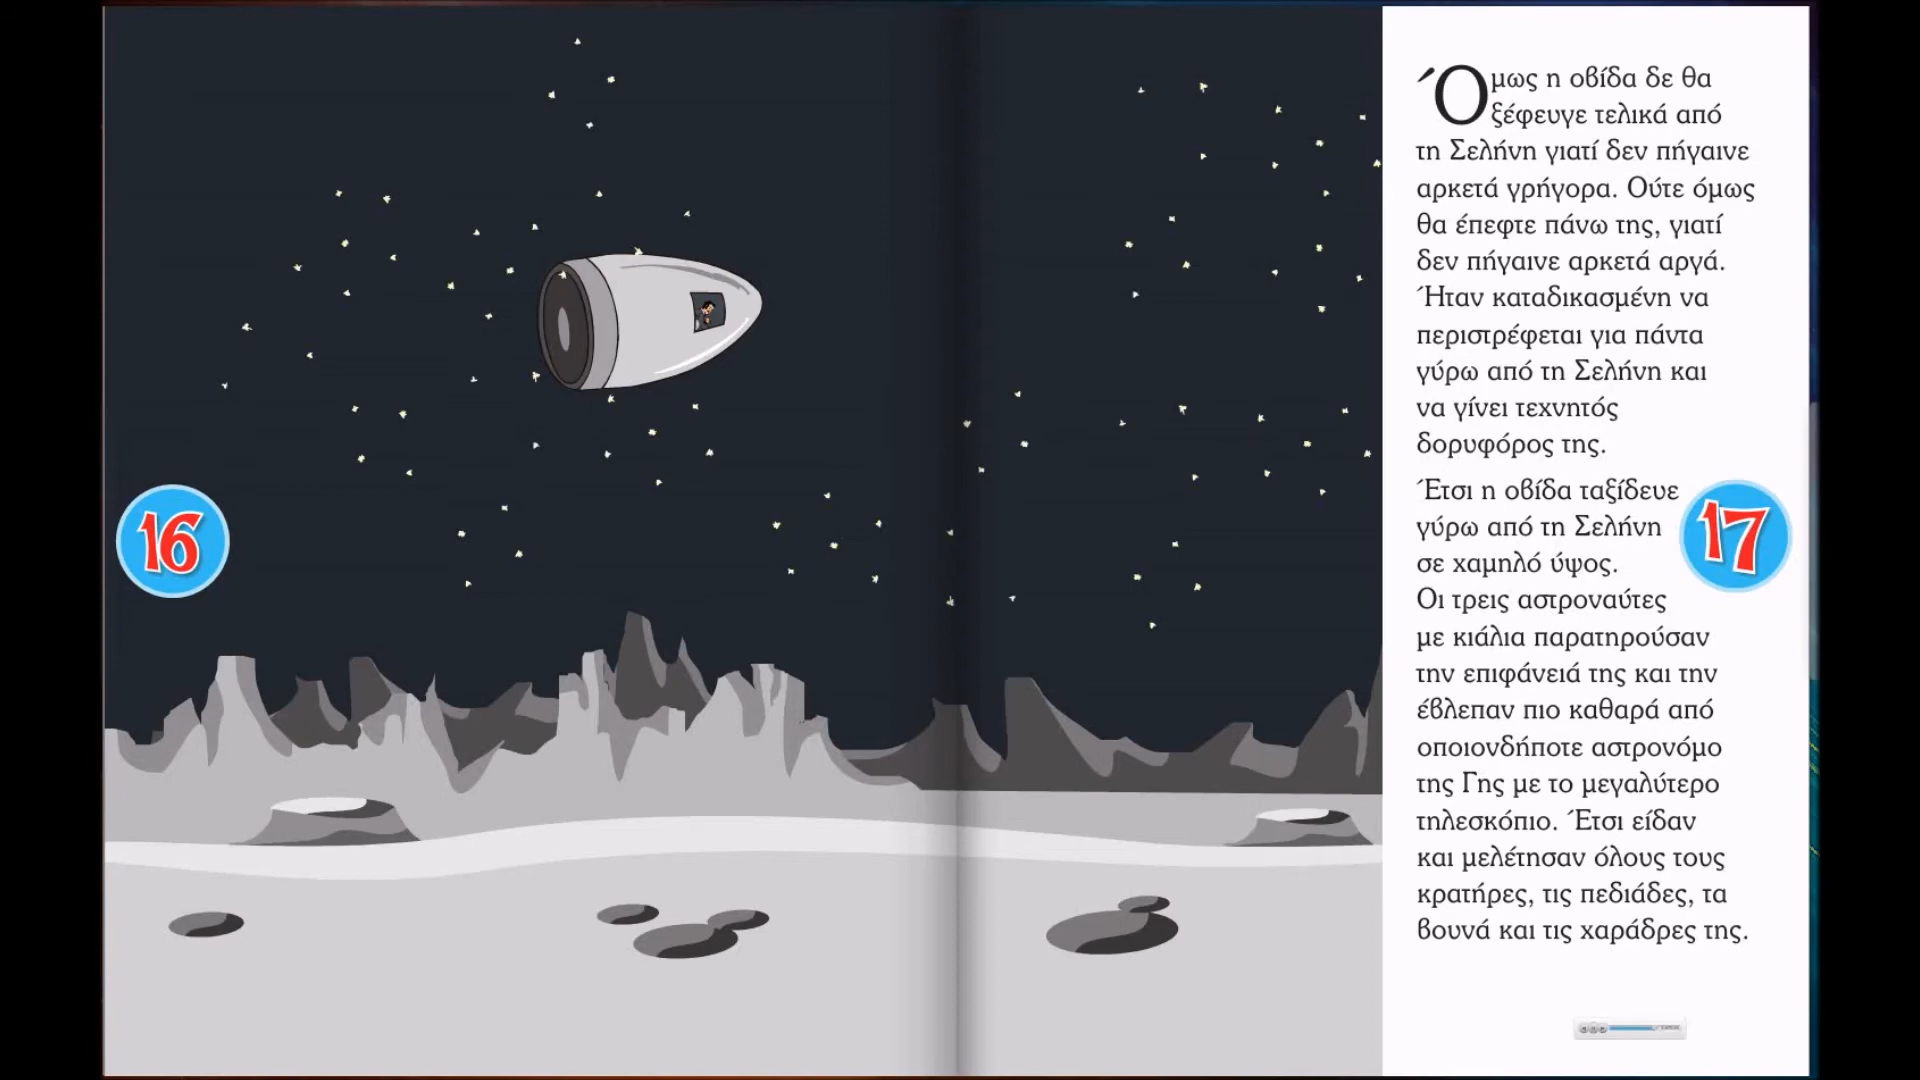 16
Όμως η οβίδα δε θα
ξέφευγε τελικά από
τη Σελήνη γιατί δεν πήγαινε
αρκετά γρήγορα. Ούτε όμως
θα έπεφτε πάνω της, γιατί
δεν πήγαινε αρκετά αργά.
Ήταν καταδικασμένη να
περιστρέφεται για πάντα
γύρω από τη Σελήνη και
να γίνει τεχνητός
δορυφόρος της.
Έτσι η οβίδα ταξίδευε
γύρω από τη Σελήνη
σε χαμηλό ύψος.
Οι τρεις αστροναύτες
με κιάλια παρατηρούσαν
την επιφάνειά της και την
έβλεπαν πιο καθαρά από
οποιονδήποτε αστρονόμο
της Γης με το μεγαλύτερο
τηλεσκόπιο. Έτσι είδαν
και μελέτησαν όλους τους
κρατήρες, τις πεδιάδες, τα
βουνά και τις χαράδρες της.
17